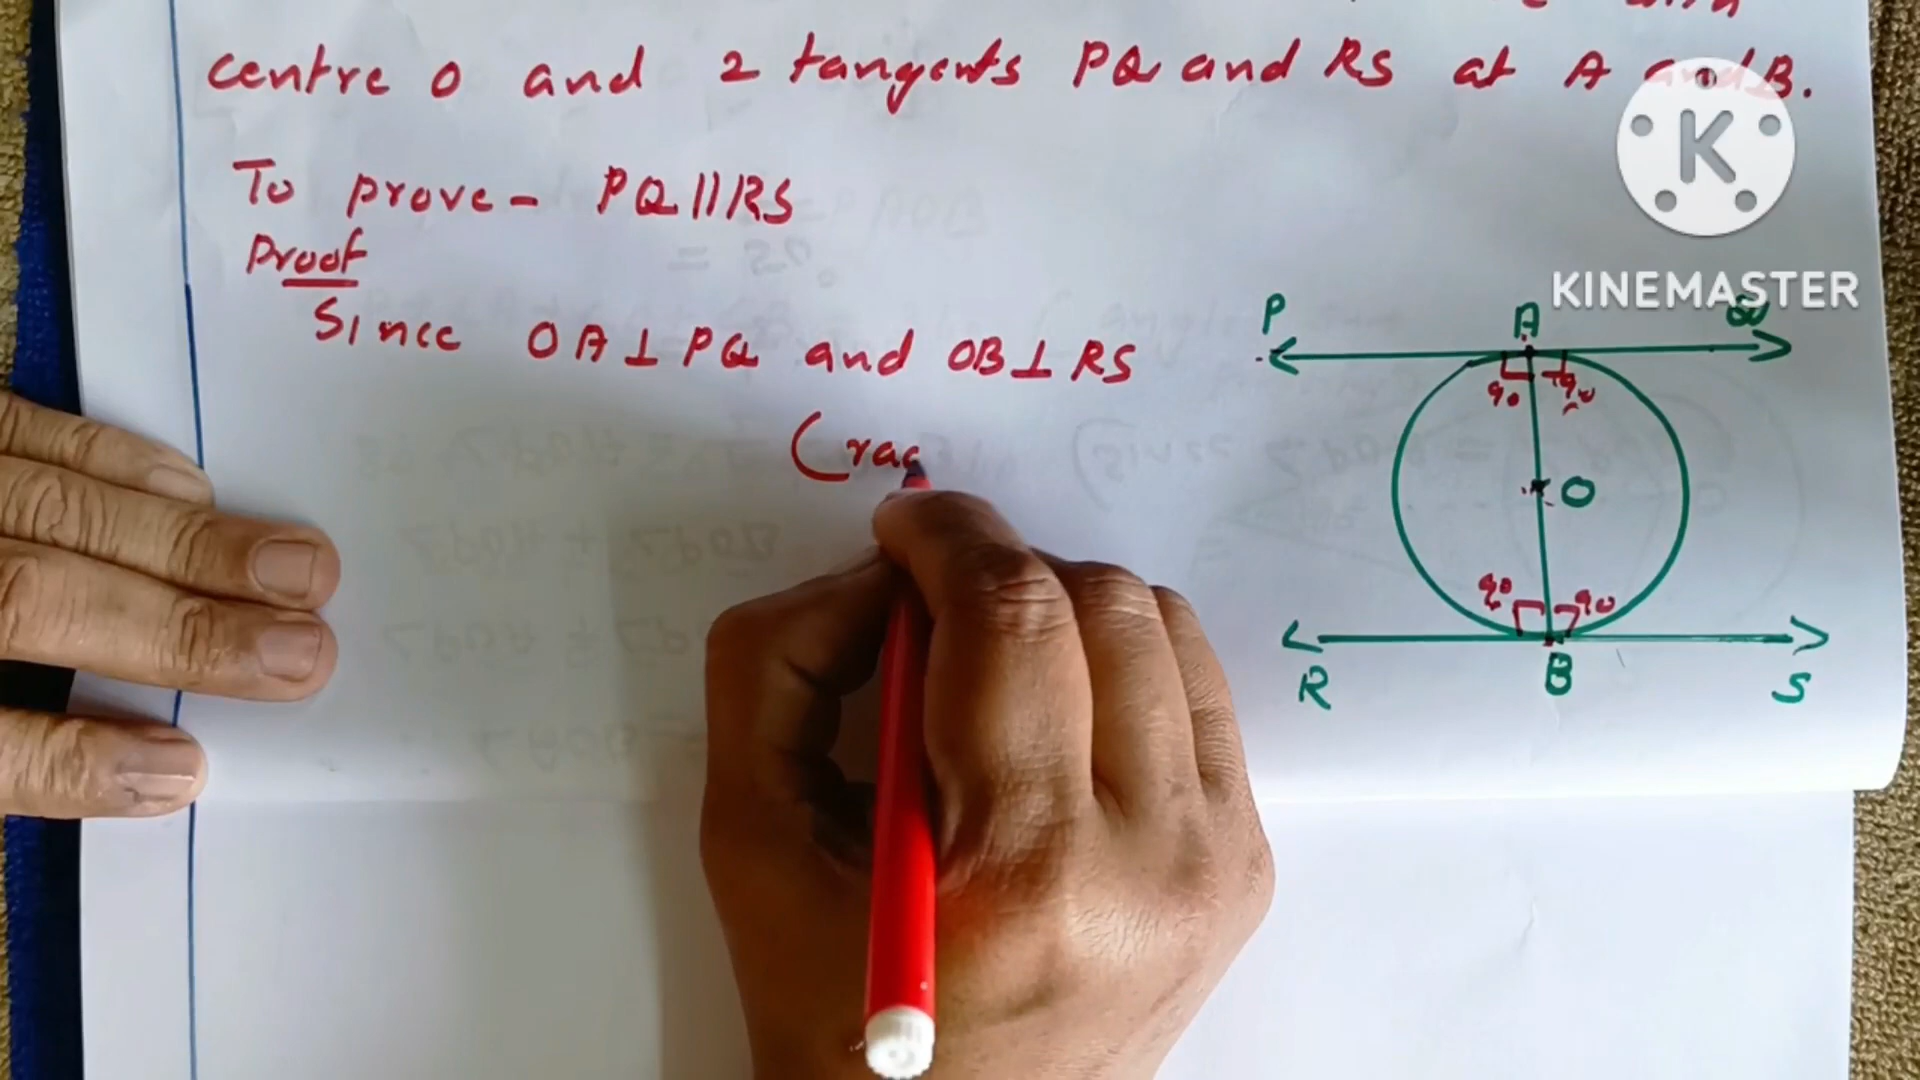 centre O and 2 tangents PQ and RS at A and B.
To prove- PQ||RS
Proof
Since OA⊥PQ and OB⊥RS
(rad
K
KINEMASTER
P A Q
90 90
O
90 90
R B S